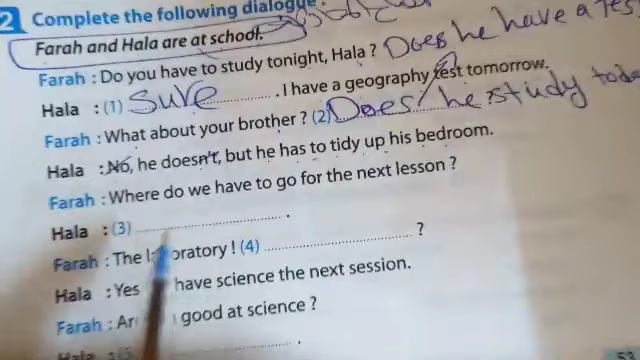 2 Complete the following dialogue :
Farah and Hala are at school.
Does he have a
Farah : Do you have to study tonight, Hala ?
Hala : (1) Sure . I have a geography test tomorrow.
Farah : What about your brother ? (2) Does he study
Hala : No, he doesn't, but he has to tidy up his bedroom.
Farah : Where do we have to go for the next lesson ?
Hala : (3) .
Farah : The ! (4) ?
Hala : Yes have science the next session.
Farah : good at science ?
53